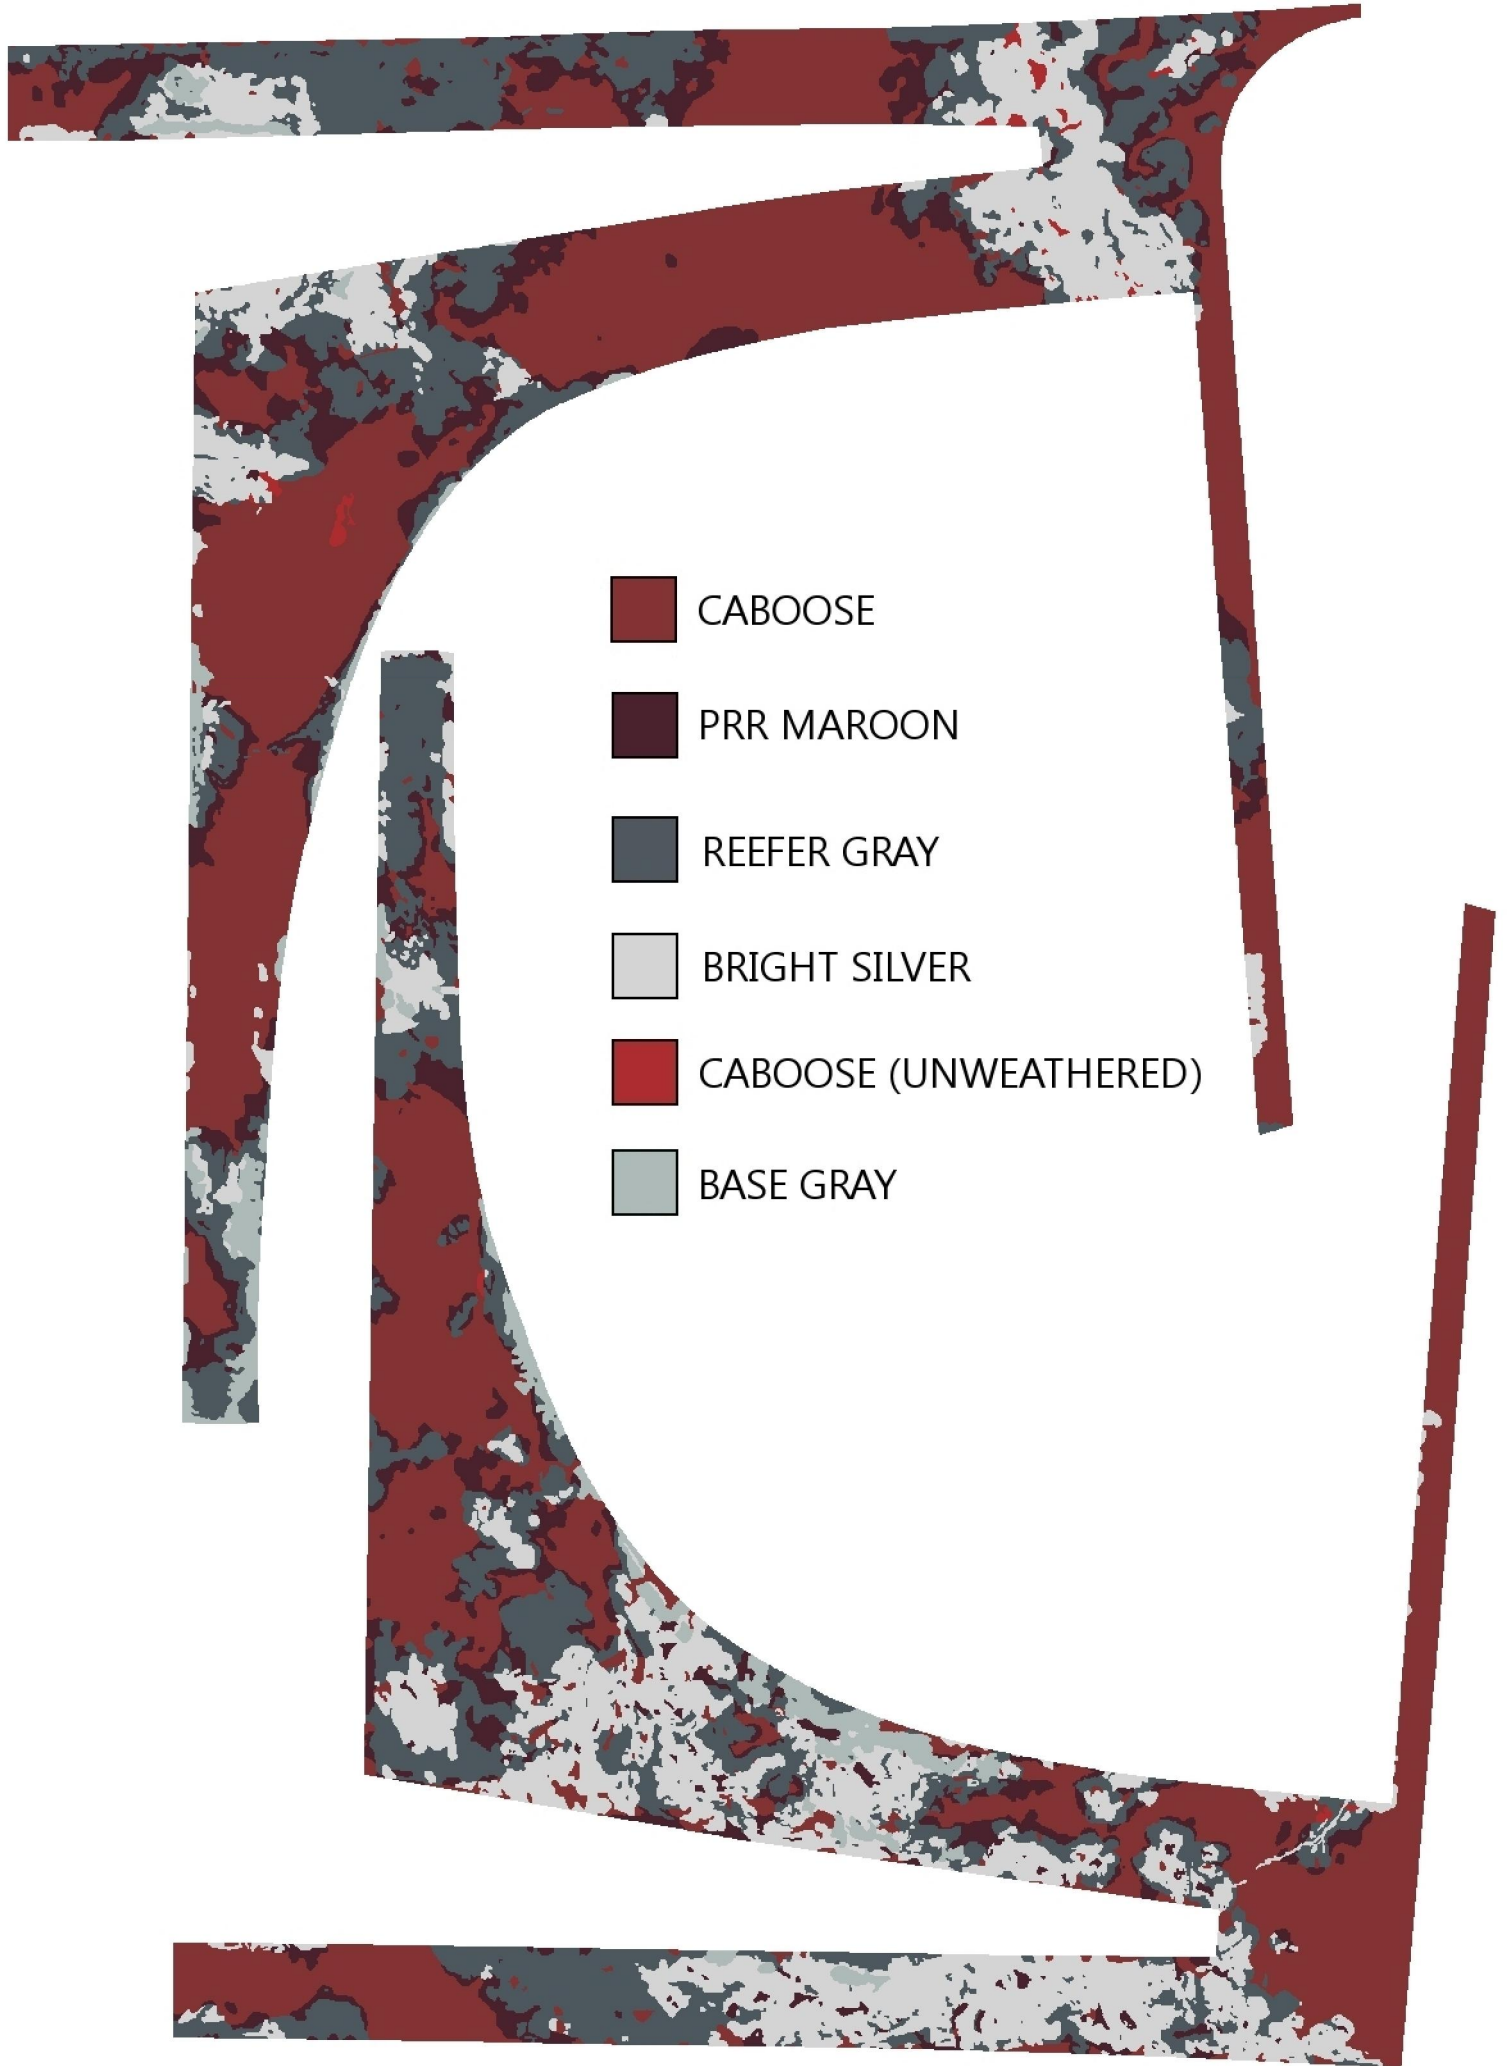 CABOOSE
PRR MAROON
REEFER GRAY
BRIGHT SILVER
CABOOSE (UNWEATHERED)
BASE GRAY